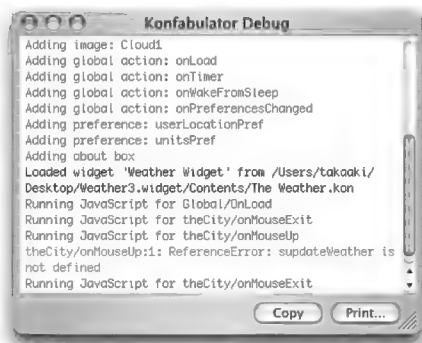 Konfabulator Debug
Adding image: Cloud1
Adding global action: onLoad
Adding global action: onTimer
Adding global action: onWakeFromSleep
Adding global action: onPreferencesChanged
Adding preference: userLocationPref
Adding preference: unitsPref
Adding about box
Loaded widget 'Weather Widget' from /Users/takaaki/
Desktop/Weather3.widget/Contents/The Weather.kon
Running JavaScript for Global/OnLoad
Running JavaScript for theCity/onMouseExit
Running JavaScript for theCity/onMouseUp
theCity/onMouseUp:1: ReferenceError: supdateWeather is
not defined
Running JavaScript for theCity/onMouseExit
Copy
Print...